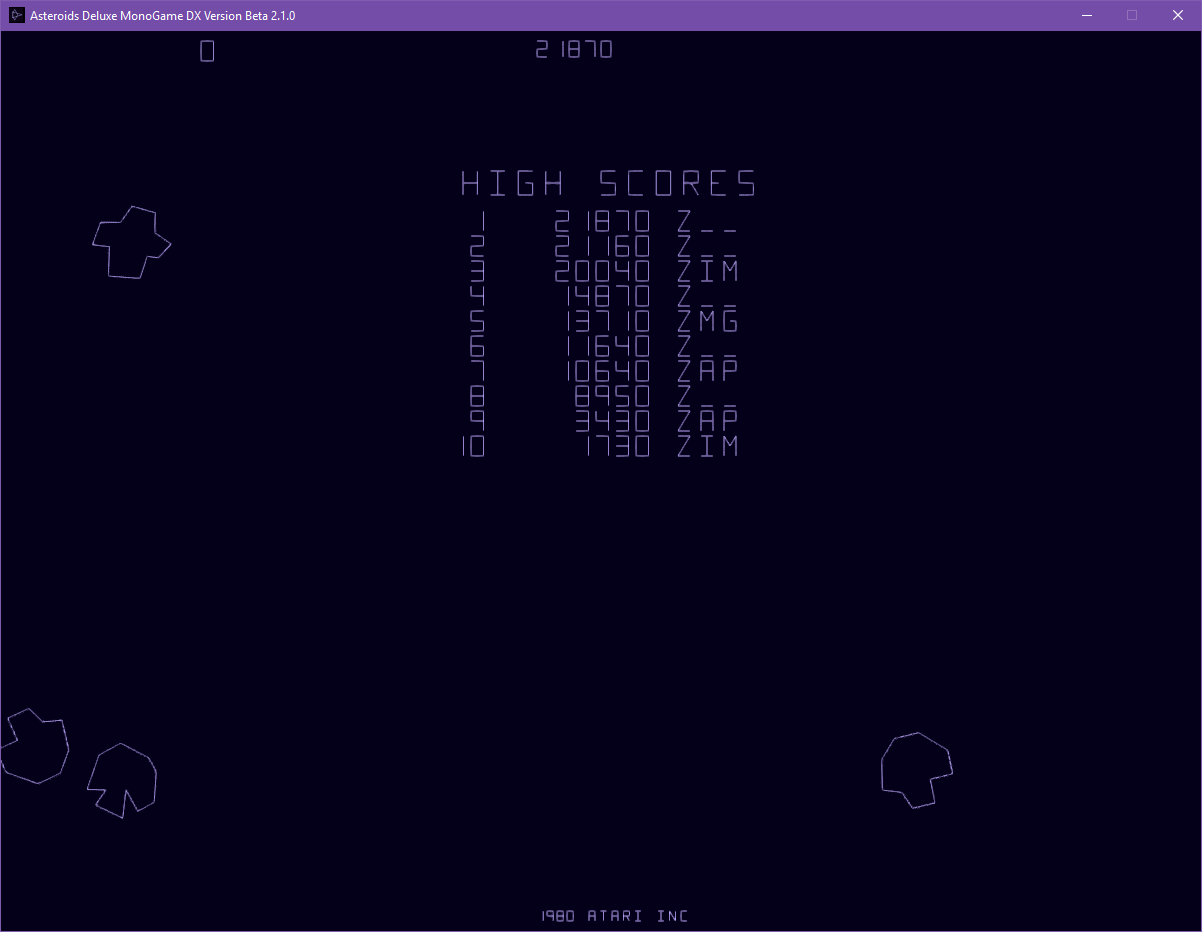 Asteroids Deluxe MonoGame DX Version Beta 2.1.0
0 21870
HIGH SCORES
1 21870 Z__
2 21160 Z__
3 20040 ZIM
4 14870 Z__
5 13710 ZMG
6 11640 Z__
7 10640 ZAP
8 8950 Z__
9 3430 ZAP
10 1730 ZIM
1980 ATARI INC